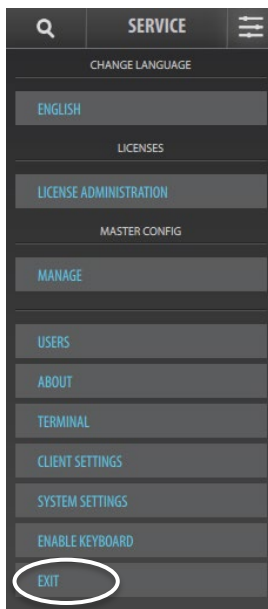 SERVICE
CHANGE LANGUAGE
ENGLISH
LICENSES
LICENSE ADMINISTRATION
MASTER CONFIG
MANAGE
USERS
ABOUT
TERMINAL
CLIENT SETTINGS
SYSTEM SETTINGS
ENABLE KEYBOARD
EXIT